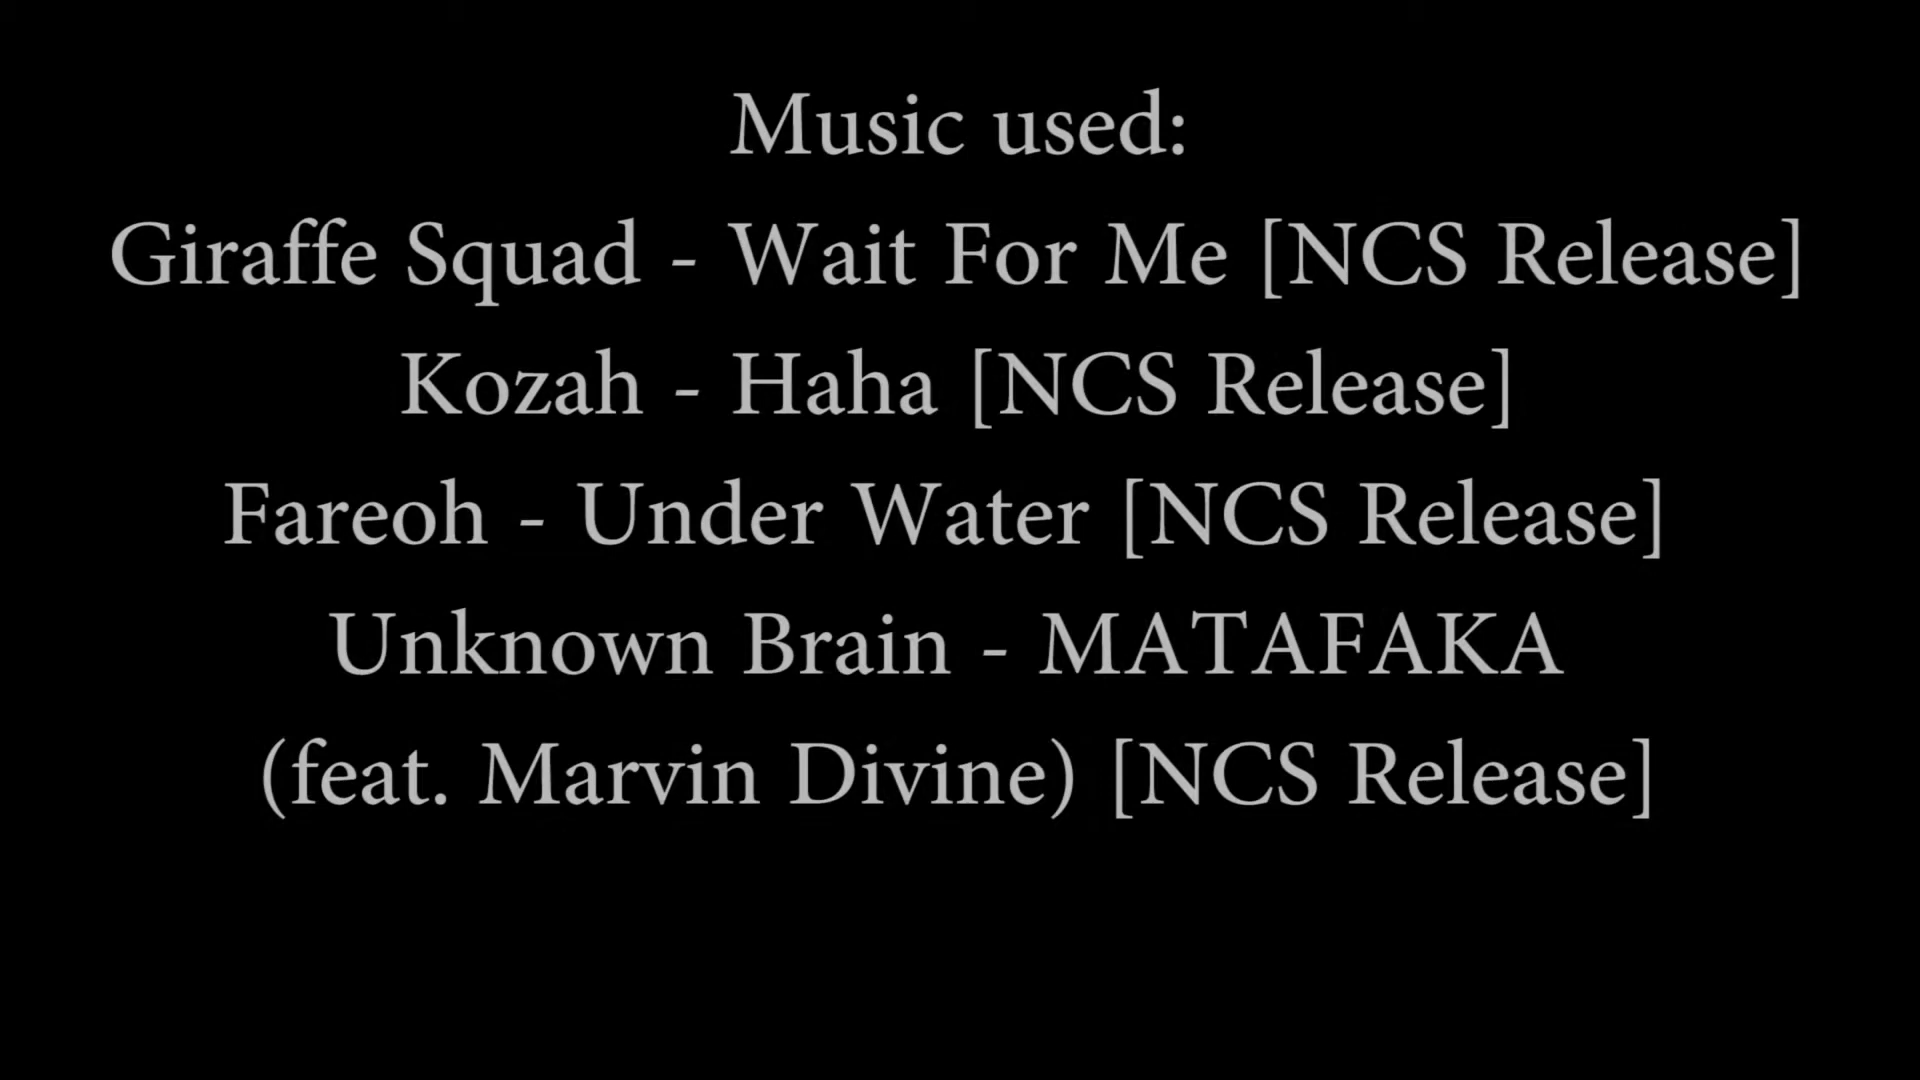 Music used:
Giraffe Squad - Wait For Me [NCS Release]
Kozah - Haha [NCS Release]
Fareoh - Under Water [NCS Release]
Unknown Brain - MATAFAKA
(feat. Marvin Divine) [NCS Release]